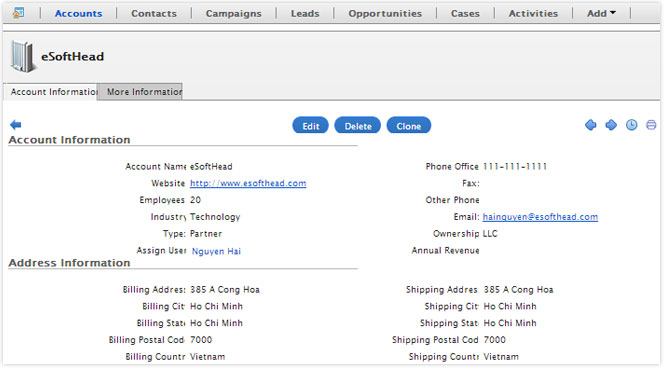 Accounts | Contacts | Campaigns | Leads | Opportunities | Cases | Activities | Add
eSoftHead
Account Information More Information
Edit Delete Clone
Account Information
Account Name eSoftHead Phone Office 111-111-1111
Website http://www.esofthead.com Fax:
Employees 20 Other Phone
Industry Technology Email: hainguyen@esofthead.com
Type: Partner Ownership LLC
Assign User Nguyen Hai Annual Revenue
Address Information
Billing Addres: 385 A Cong Hoa Shipping Addres: 385 A Cong Hoa
Billing Cit Ho Chi Minh Shipping Cit Ho Chi Minh
Billing Stat Ho Chi Minh Shipping Stat Ho Chi Minh
Billing Postal Cod 7000 Shipping Postal Cod 7000
Billing Countr Vietnam Shipping Countr Vietnam